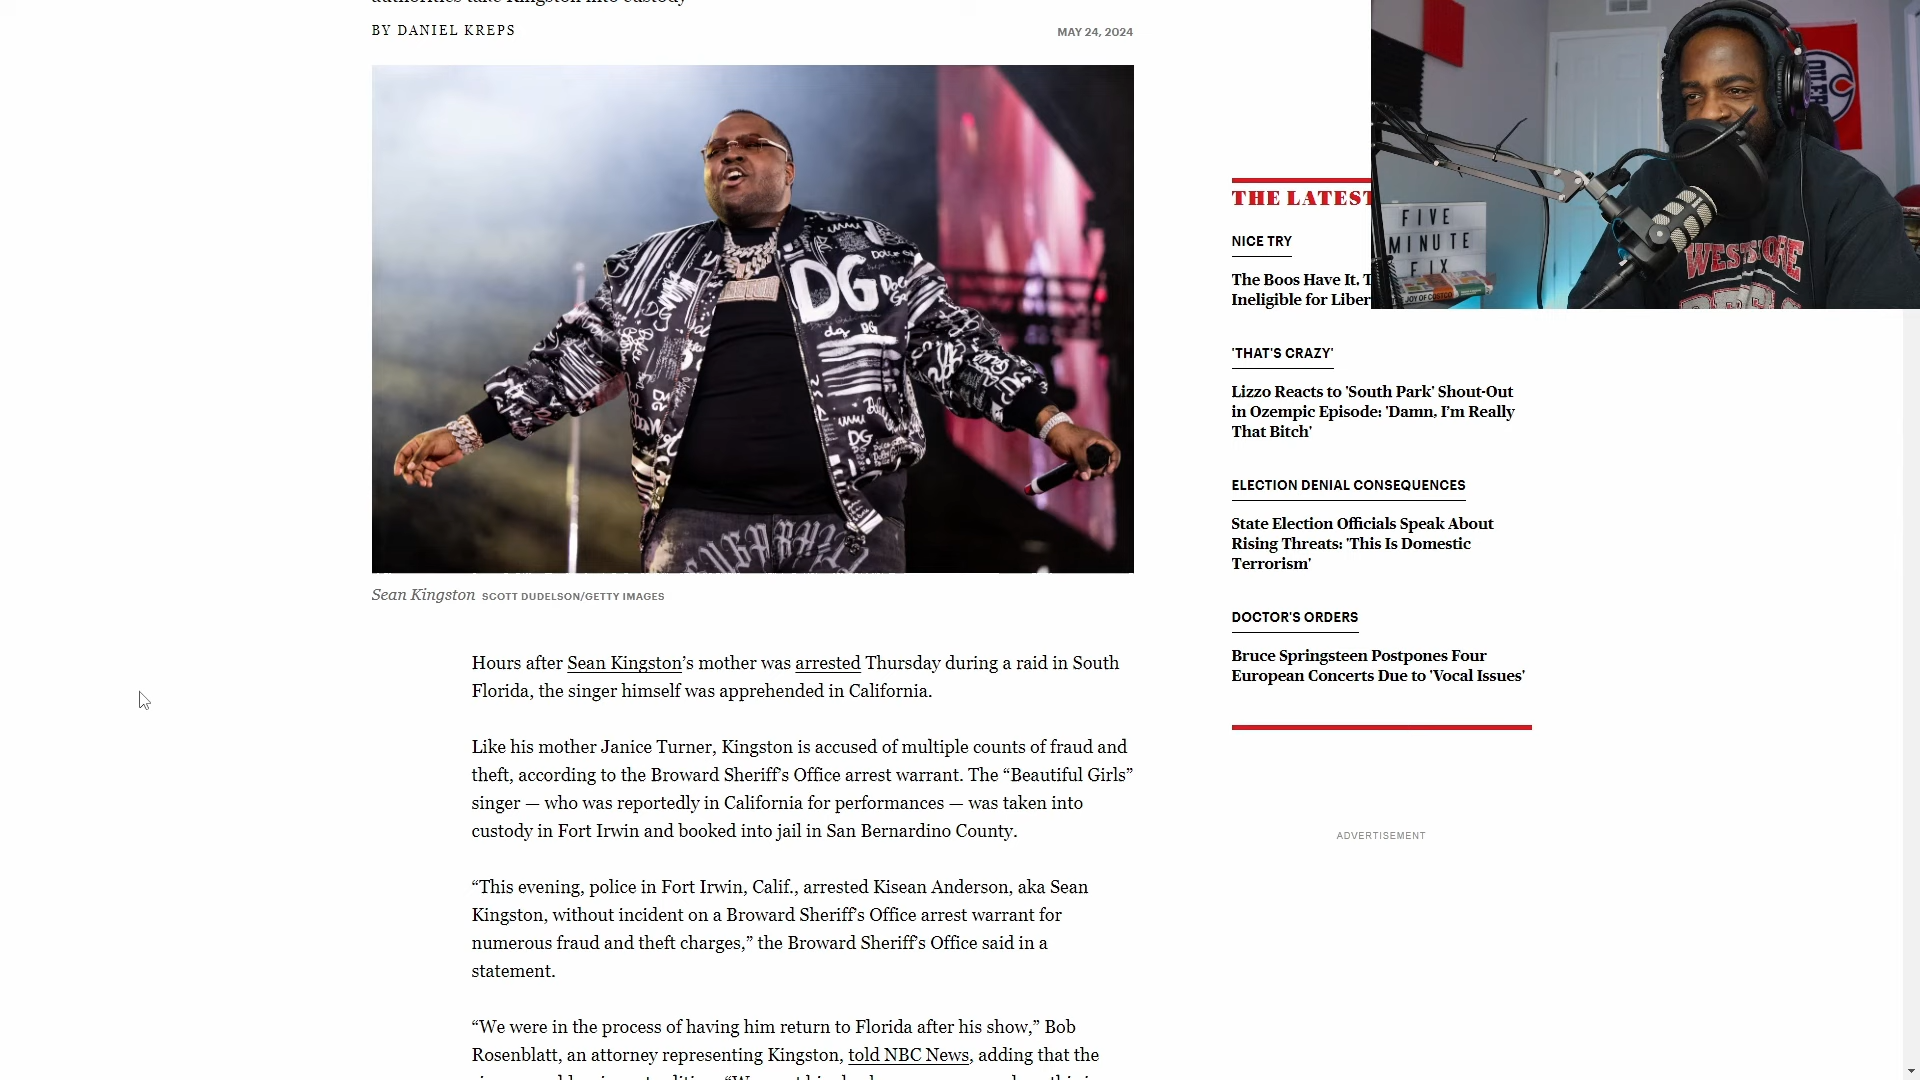 BY DANIEL KREPS
MAY 24, 2024
DG
DG
DG
Sean Kingston SCOTT DUDELSON/GETTY IMAGES
Hours after Sean Kingston’s mother was arrested Thursday during a raid in South
Florida, the singer himself was apprehended in California.
Like his mother Janice Turner, Kingston is accused of multiple counts of fraud and
theft, according to the Broward Sheriff’s Office arrest warrant. The “Beautiful Girls”
singer — who was reportedly in California for performances — was taken into
custody in Fort Irwin and booked into jail in San Bernardino County.
“This evening, police in Fort Irwin, Calif., arrested Kisean Anderson, aka Sean
Kingston, without incident on a Broward Sheriff’s Office arrest warrant for
numerous fraud and theft charges,” the Broward Sheriff’s Office said in a
statement.
“We were in the process of having him return to Florida after his show,” Bob
Rosenblatt, an attorney representing Kingston, told NBC News, adding that the
THE LATEST
NICE TRY
The Boos Have It. T
Ineligible for Liber
'THAT'S CRAZY'
Lizzo Reacts to 'South Park' Shout-Out
in Ozempic Episode: 'Damn, I'm Really
That Bitch'
ELECTION DENIAL CONSEQUENCES
State Election Officials Speak About
Rising Threats: 'This Is Domestic
Terrorism'
DOCTOR'S ORDERS
Bruce Springsteen Postpones Four
European Concerts Due to 'Vocal Issues'
ADVERTISEMENT
FIVE
MINUTE
FIX
JOY OF COSTCO
OILERS
WESTSHORE